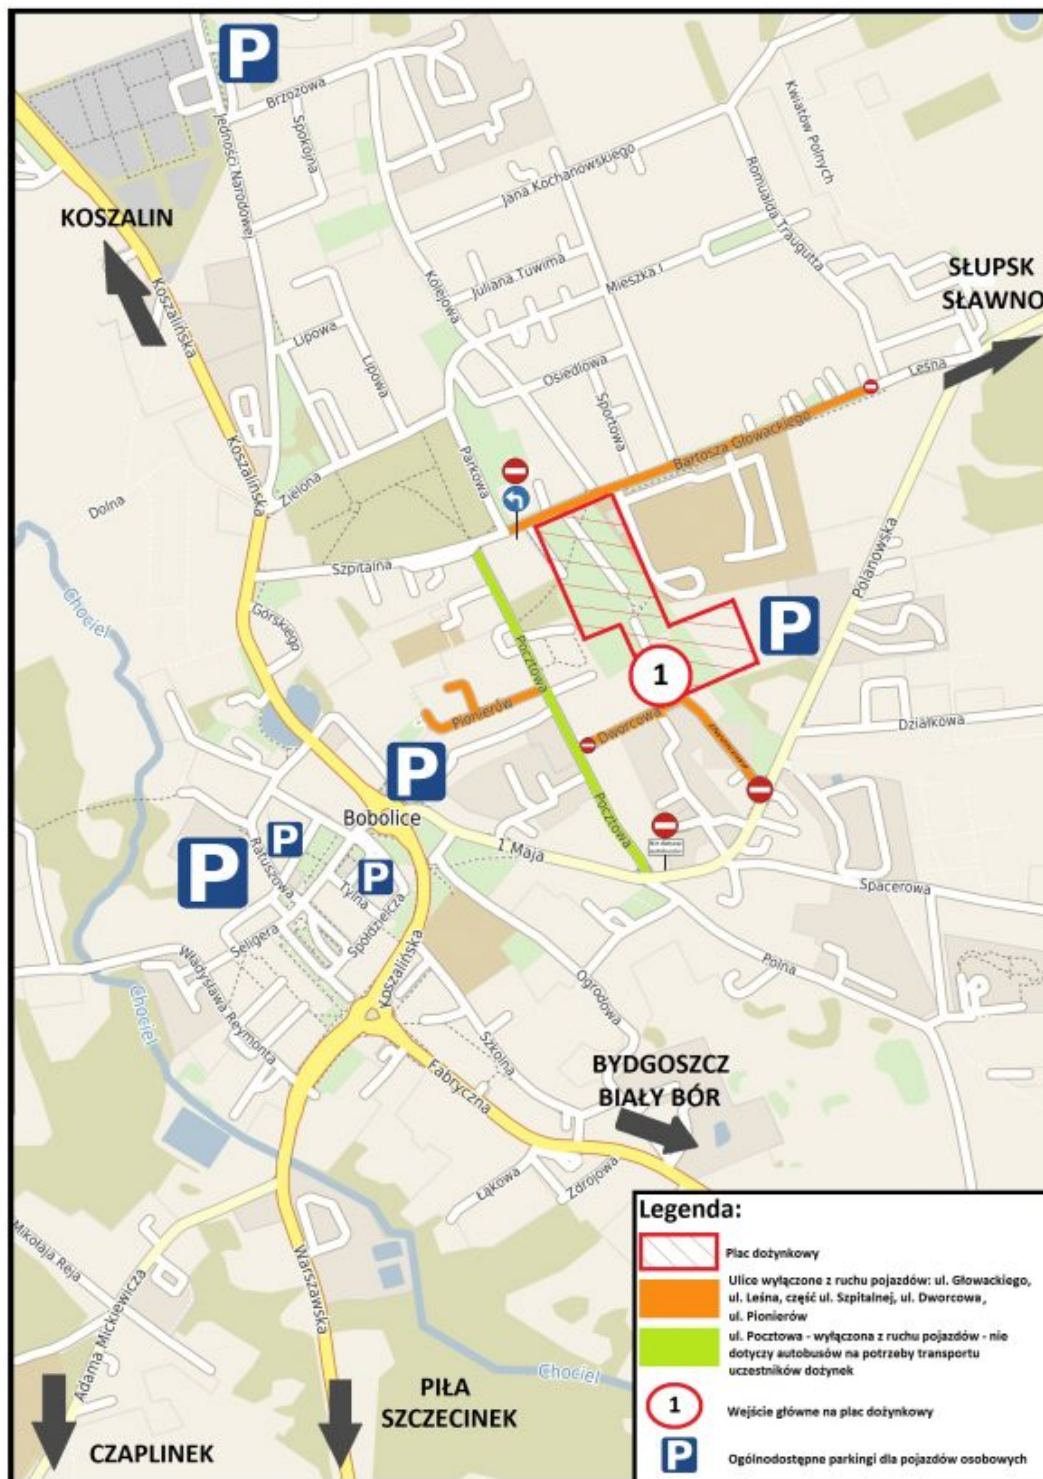 P
Brzozowa
Spokojna
Jedności Narodowej
Kwiatów Polnych
Jana Kochanowskiego
Romualda Traugutta
KOSZALIN
Kolejowa
Juliana Tuwima
Mieszka I
SŁUPSK
SŁAWNO
Koszalińska
Lipowa
Lipowa
Osiedlowa
Leśna
Sportowa
Bartosza Głowackiego
Koszalińska
Zielona
Parkowa
Dolna
Szpitalna
Polanowska
Chociel
Górskiego
P
Pocztowa
1
Pionierów
Dworcowa
Działkowa
P
Bobolice
Pocztowa
1 Maja
Nie dotyczy
autobusów
P
P
Ratuszowa
P
Tylna
Spółdzielcza
Spacerowa
Seligera
Koszalińska
Władysława Reymonta
Polna
Ogrodowa
Chociel
Szkolna
Fabryczna
BYDGOSZCZ
BIAŁY BÓR
Łąkowa
Zdrojowa
Mikołaja Reja
Warszawska
Adama Mickiewicza
Chociel
PIŁA
SZCZECINEK
CZAPLINEK
Legenda:
Plac dożynkowy
Ulice wyłączone z ruchu pojazdów: ul. Głowackiego,
ul. Leśna, część ul. Szpitalnej, ul. Dworcowa,
ul. Pionierów
ul. Pocztowa - wyłączona z ruchu pojazdów - nie
dotyczy autobusów na potrzeby transportu
uczestników dożynek
1
Wejście główne na plac dożynkowy
P
Ogólnodostępne parkingi dla pojazdów osobowych